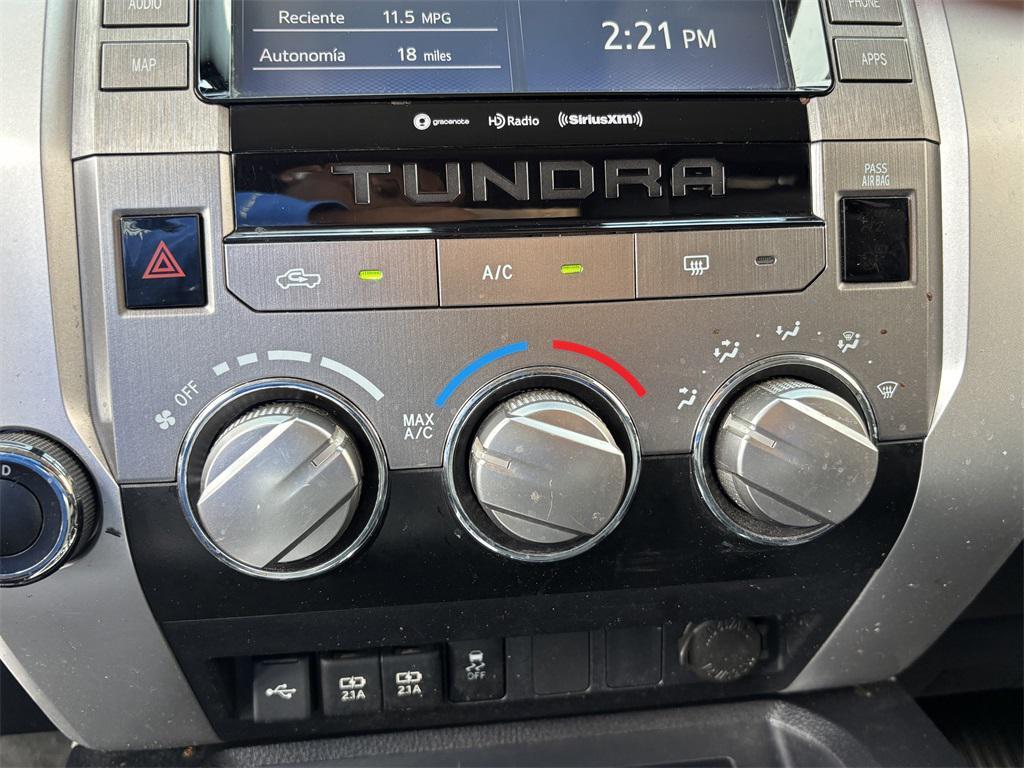 AUDIO
MAP
Reciente 11.5 MPG
Autonomía 18 miles
2:21 PM
PHONE
APPS
gracenote HD Radio SiriusXM
TUNDRA
PASS
AIR BAG
A/C
OFF
MAX
A/C
D
2.1A
2.1A
OFF